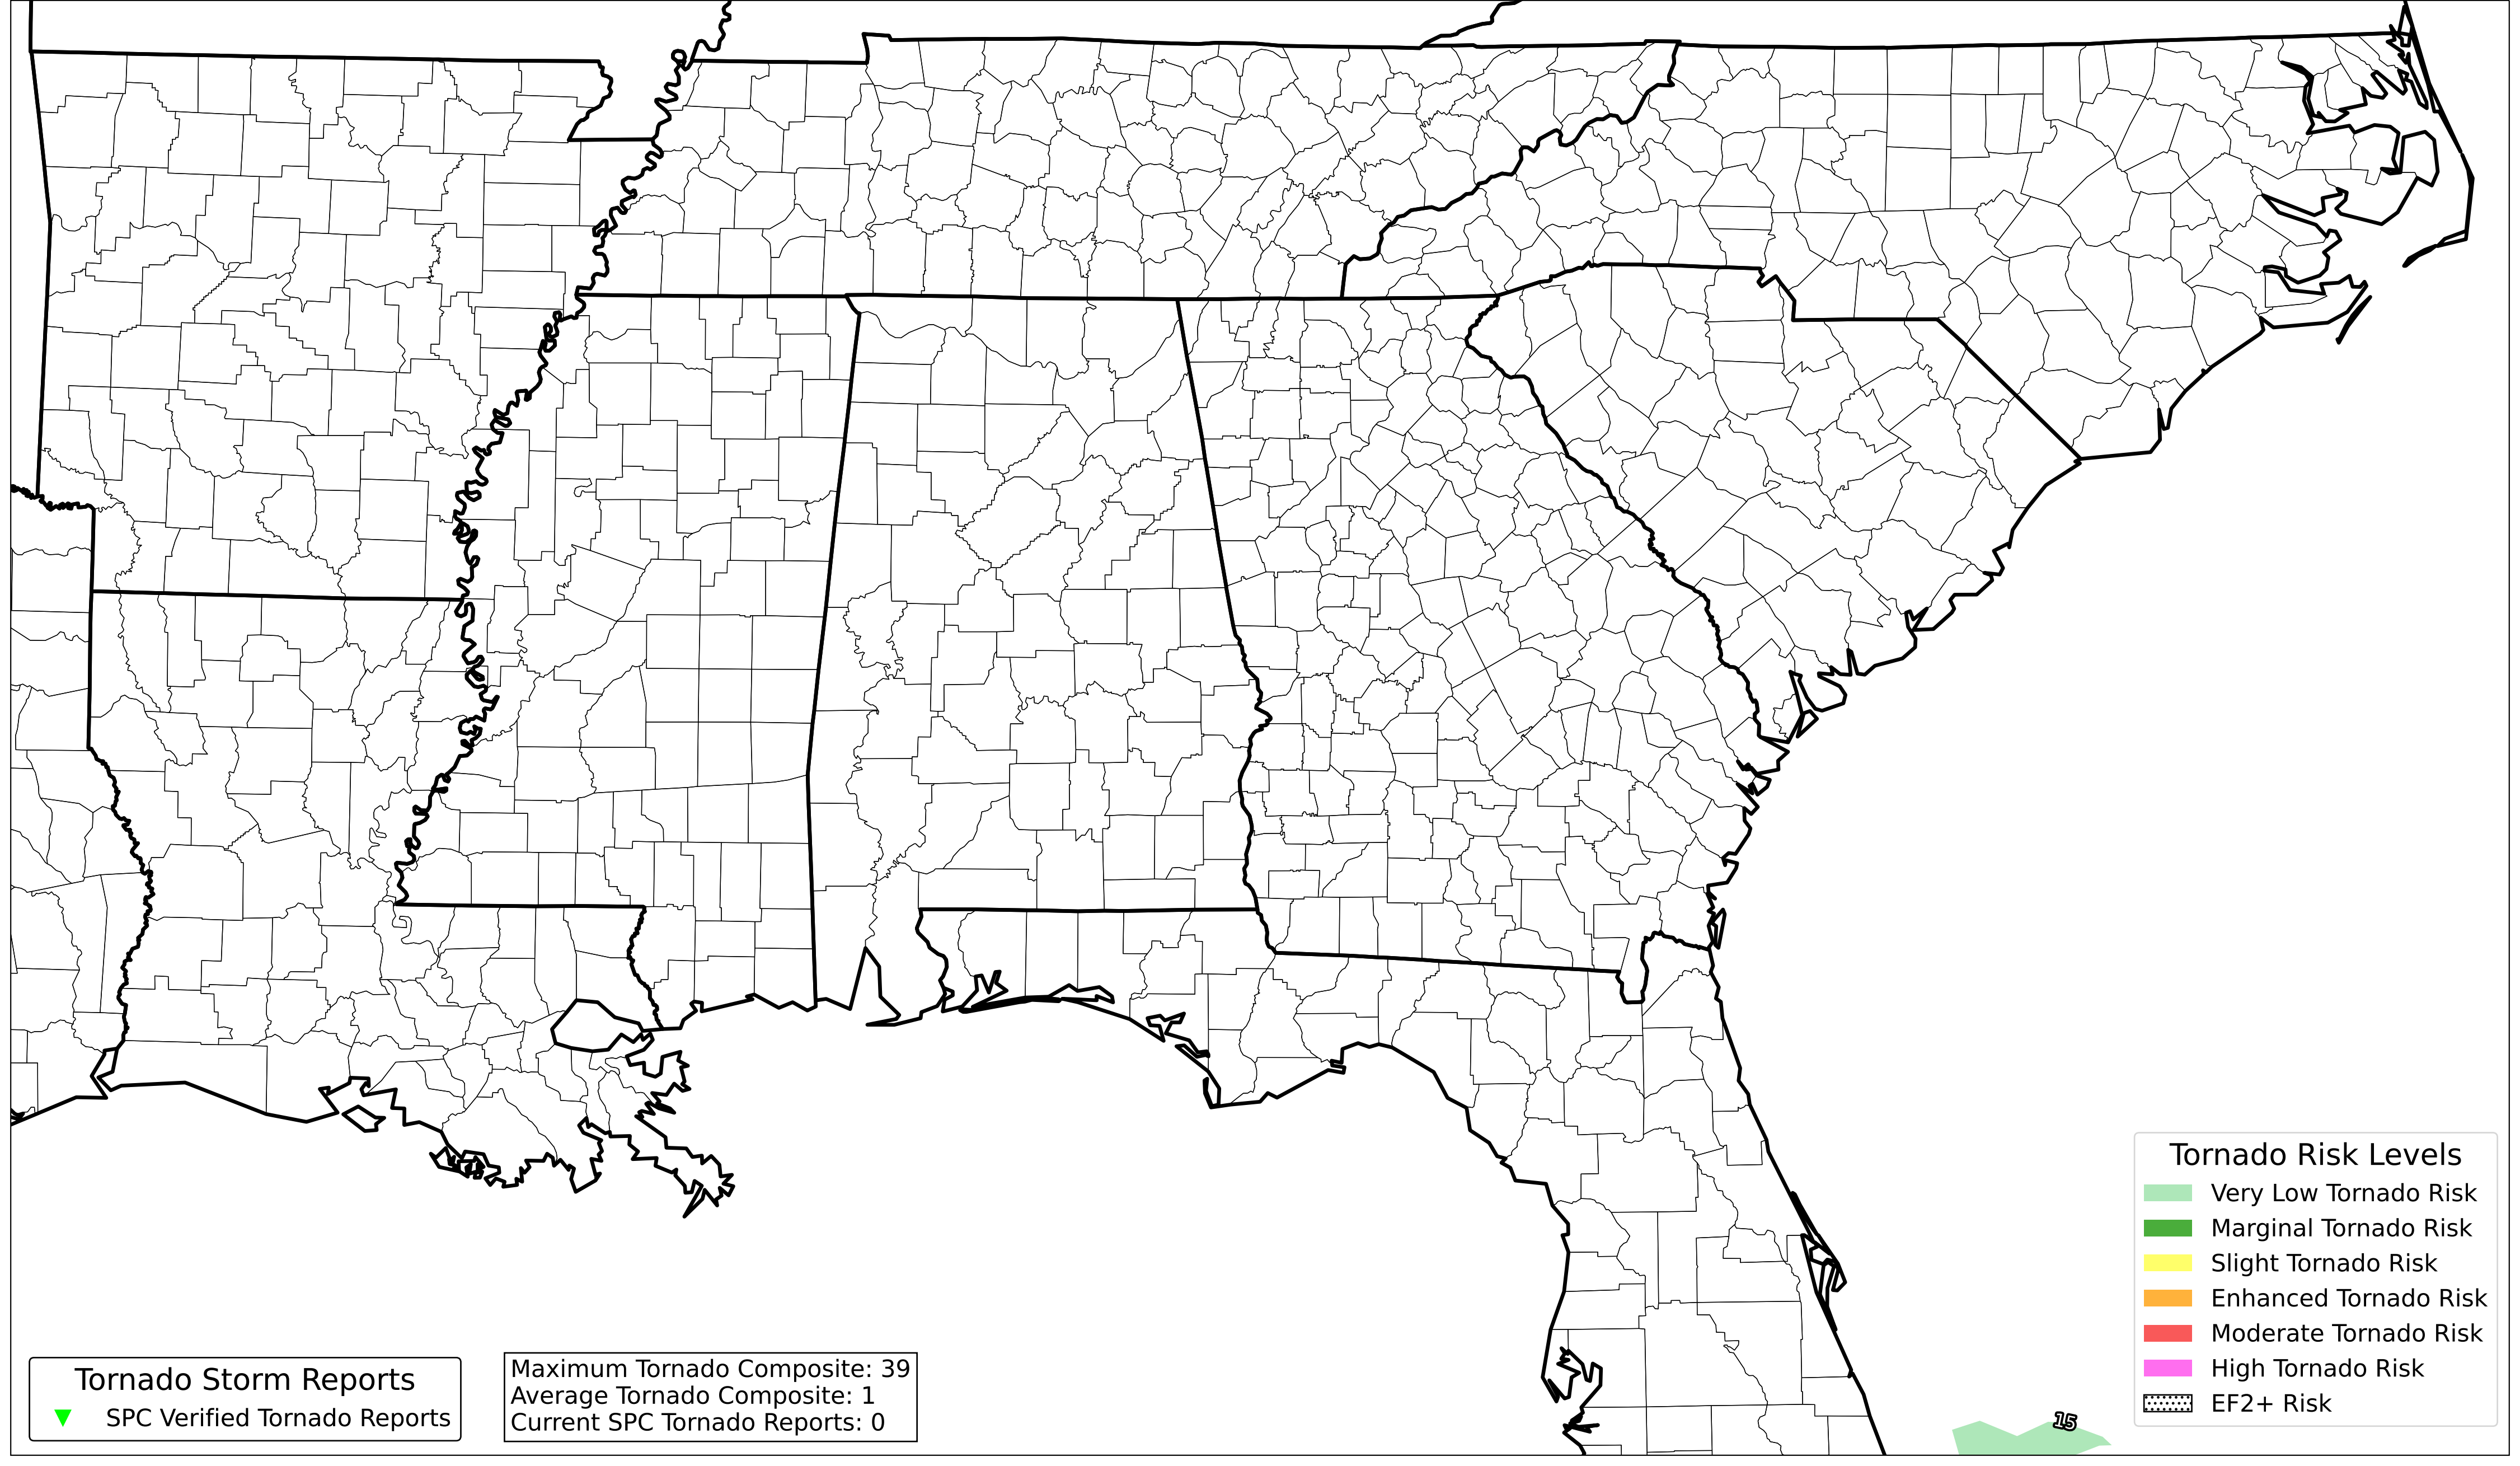 Tornado Risk Levels
Very Low Tornado Risk
Marginal Tornado Risk
Slight Tornado Risk
Enhanced Tornado Risk
Moderate Tornado Risk
High Tornado Risk
EF2+ Risk
Tornado Storm Reports
SPC Verified Tornado Reports
Maximum Tornado Composite: 39
Average Tornado Composite: 1
Current SPC Tornado Reports: 0
15